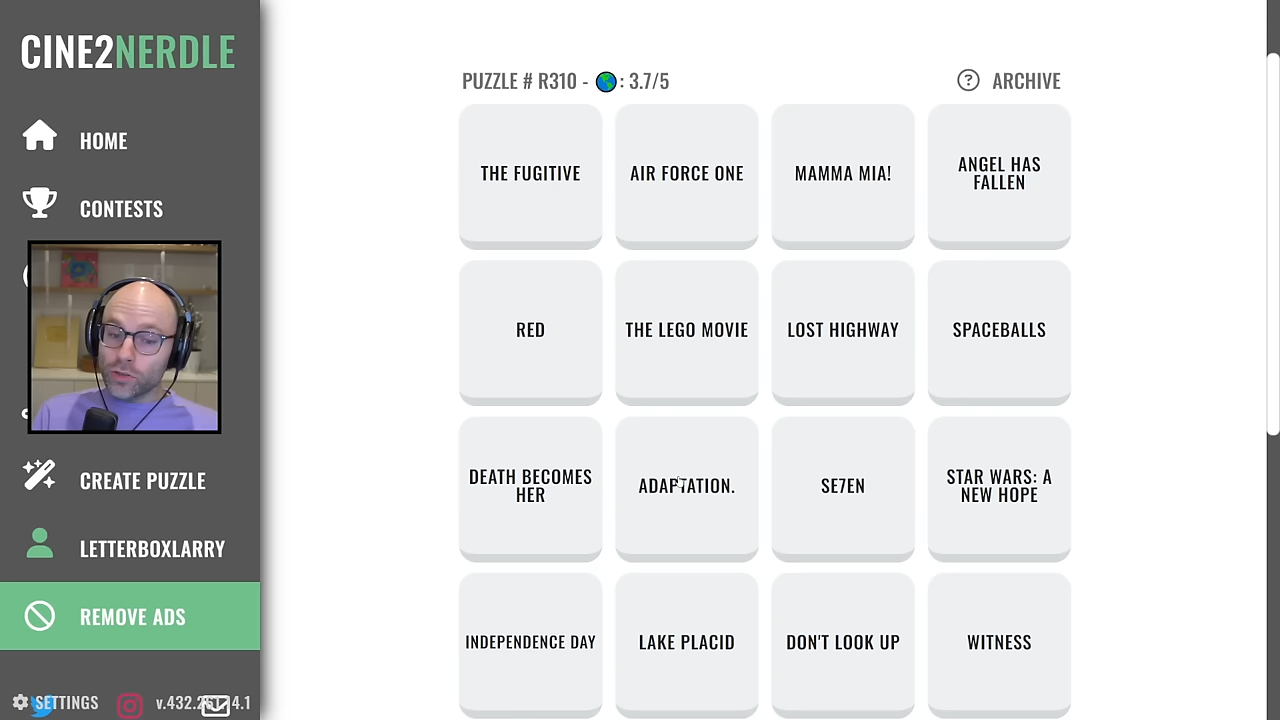 CINE2NERDLE
HOME
CONTESTS
CREATE PUZZLE
LETTERBOXLARRY
REMOVE ADS
SETTINGS
PUZZLE # R310 - : 3.7/5
ARCHIVE
THE FUGITIVE
AIR FORCE ONE
MAMMA MIA!
ANGEL HAS
FALLEN
RED
THE LEGO MOVIE
LOST HIGHWAY
SPACEBALLS
DEATH BECOMES
HER
ADAPTATION.
SE7EN
STAR WARS: A
NEW HOPE
INDEPENDENCE DAY
LAKE PLACID
DON'T LOOK UP
WITNESS